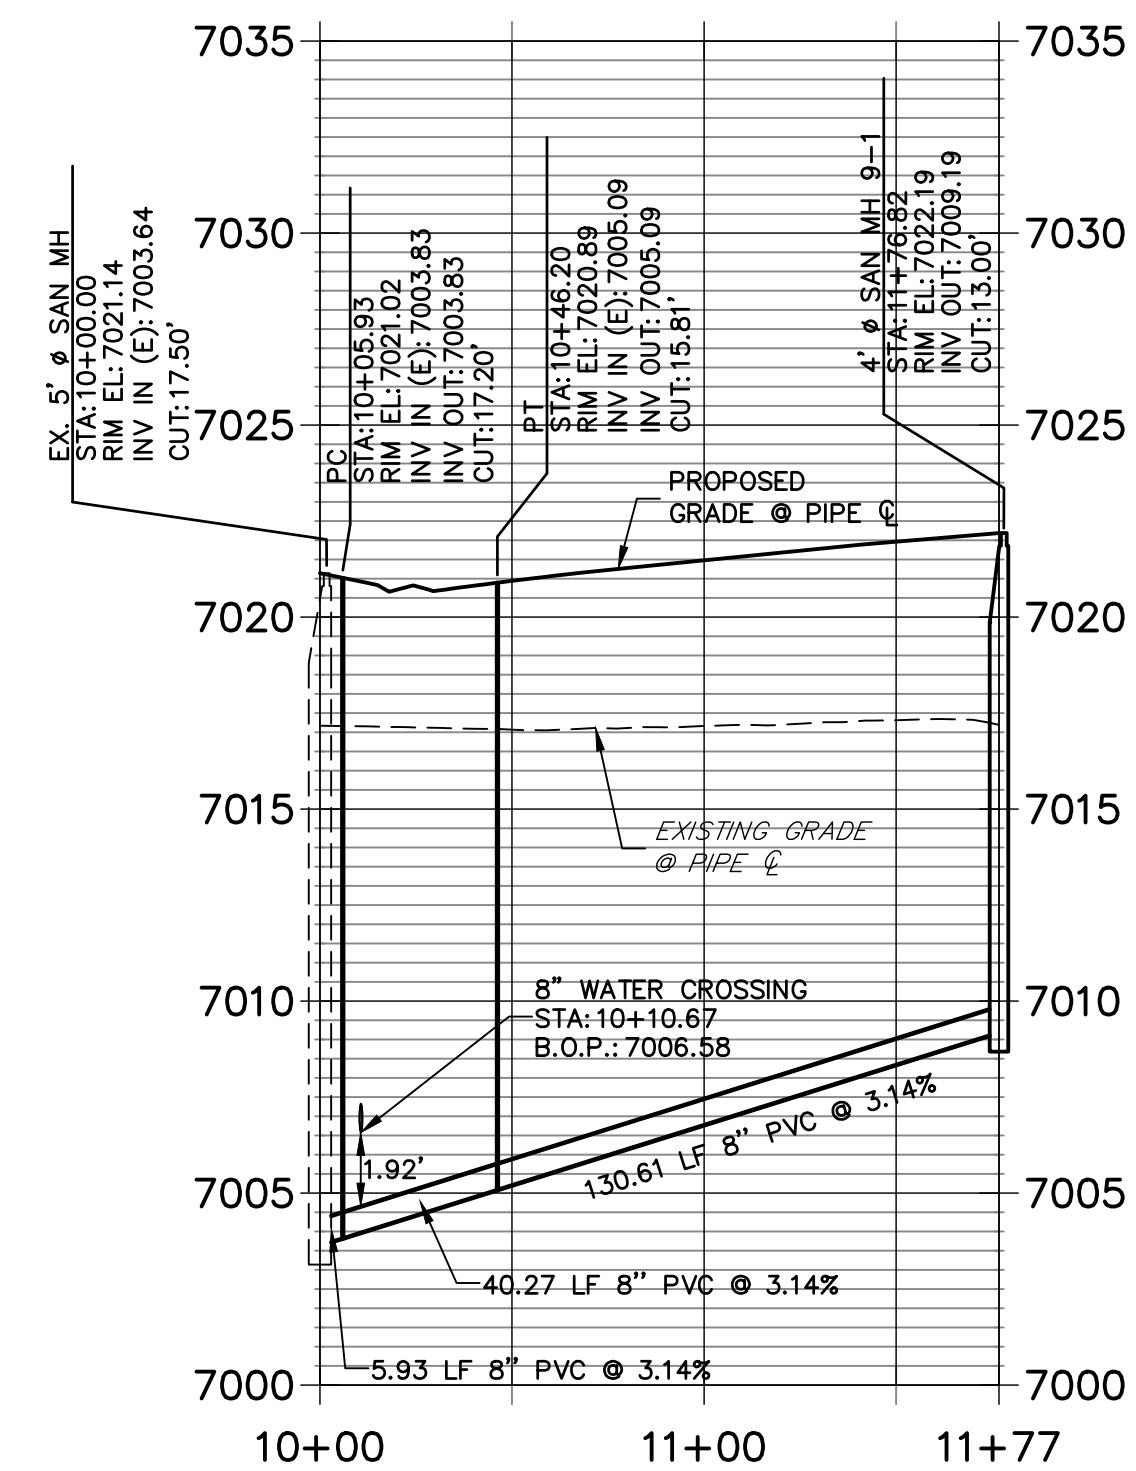 7035
7030
7025
7020
7015
7010
7005
7000
7035
7030
7025
7020
7015
7010
7005
7000
EX. 5' ø SAN MH
STA:10+00.00
RIM EL:7021.14
INV IN (E):7003.64
CUT:17.50'
PC
STA:10+05.93
RIM EL:7021.02
INV IN (E):7003.83
INV OUT:7003.83
CUT:17.20'
PT
STA:10+46.20
RIM EL:7020.89
INV IN (E):7005.09
INV OUT:7005.09
CUT:15.81'
4' ø SAN MH 9-1
STA:11+76.82
RIM EL:7022.19
INV OUT:7009.19
CUT:13.00'
PROPOSED
GRADE @ PIPE ℄
EXISTING GRADE
@ PIPE ℄
8" WATER CROSSING
STA:10+10.67
B.O.P.: 7006.58
1.92'
130.61 LF 8" PVC @ 3.14%
40.27 LF 8" PVC @ 3.14%
5.93 LF 8" PVC @ 3.14%
10+00
11+00
11+77